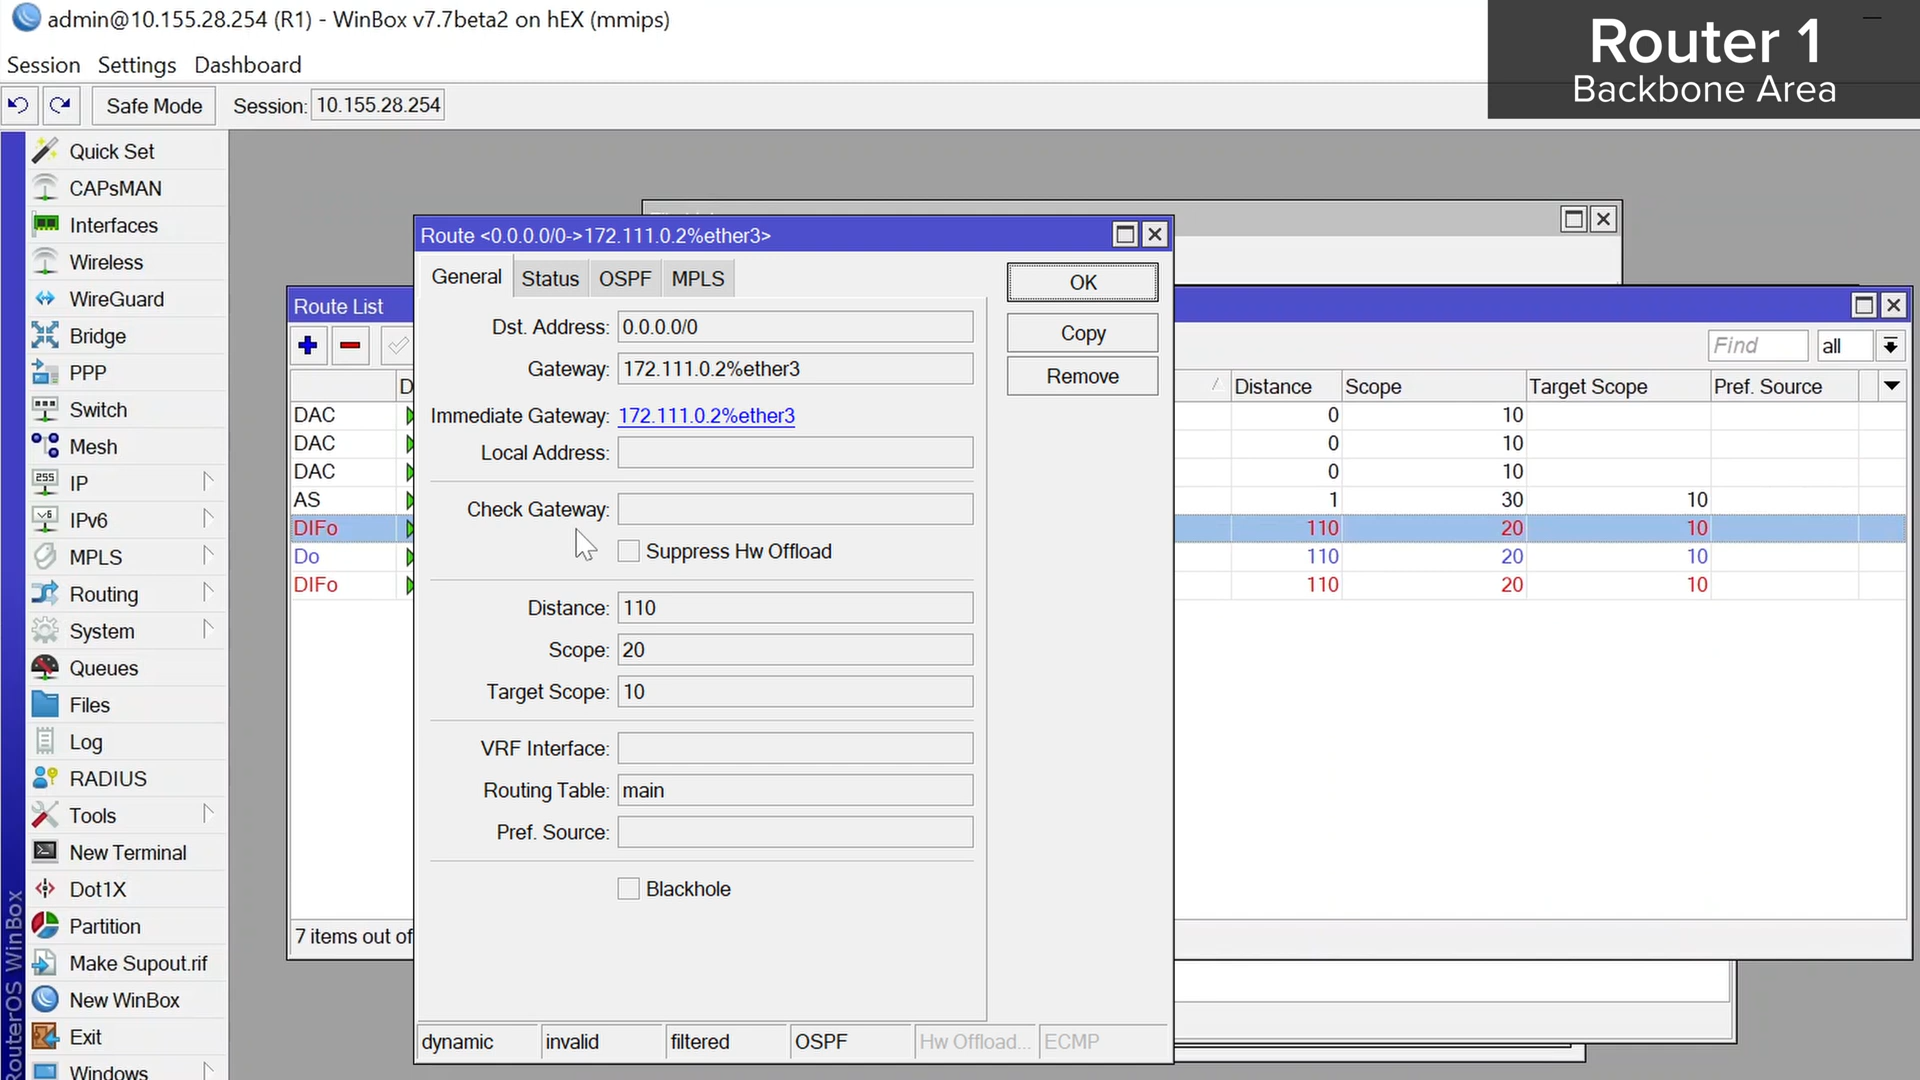 admin@10.155.28.254 (R1) - WinBox v7.7beta2 on hEX (mmips)
Router 1
Backbone Area
Session Settings Dashboard
Safe Mode Session: 10.155.28.254
Quick Set
CAPsMAN
Interfaces
Wireless
WireGuard
Bridge
PPP
Switch
Mesh
IP
IPv6
MPLS
Routing
System
Queues
Files
Log
RADIUS
Tools
New Terminal
Dot1X
Partition
Make Supout.rif
New WinBox
Exit
Windows
RouterOS WinBox
Route <0.0.0.0/0->172.111.0.2%ether3>
General Status OSPF MPLS
OK
Copy
Remove
Dst. Address: 0.0.0.0/0
Gateway: 172.111.0.2%ether3
Immediate Gateway: 172.111.0.2%ether3
Local Address:
Check Gateway:
Suppress Hw Offload
Distance: 110
Scope: 20
Target Scope: 10
VRF Interface:
Routing Table: main
Pref. Source:
Blackhole
dynamic invalid filtered OSPF Hw Offload... ECMP
Route List
Find all
D Distance Scope Target Scope Pref. Source
DAC 0 10
DAC 0 10
DAC 0 10
AS 1 30 10
DIFo 110 20 10
Do 110 20 10
DIFo 110 20 10
7 items out of